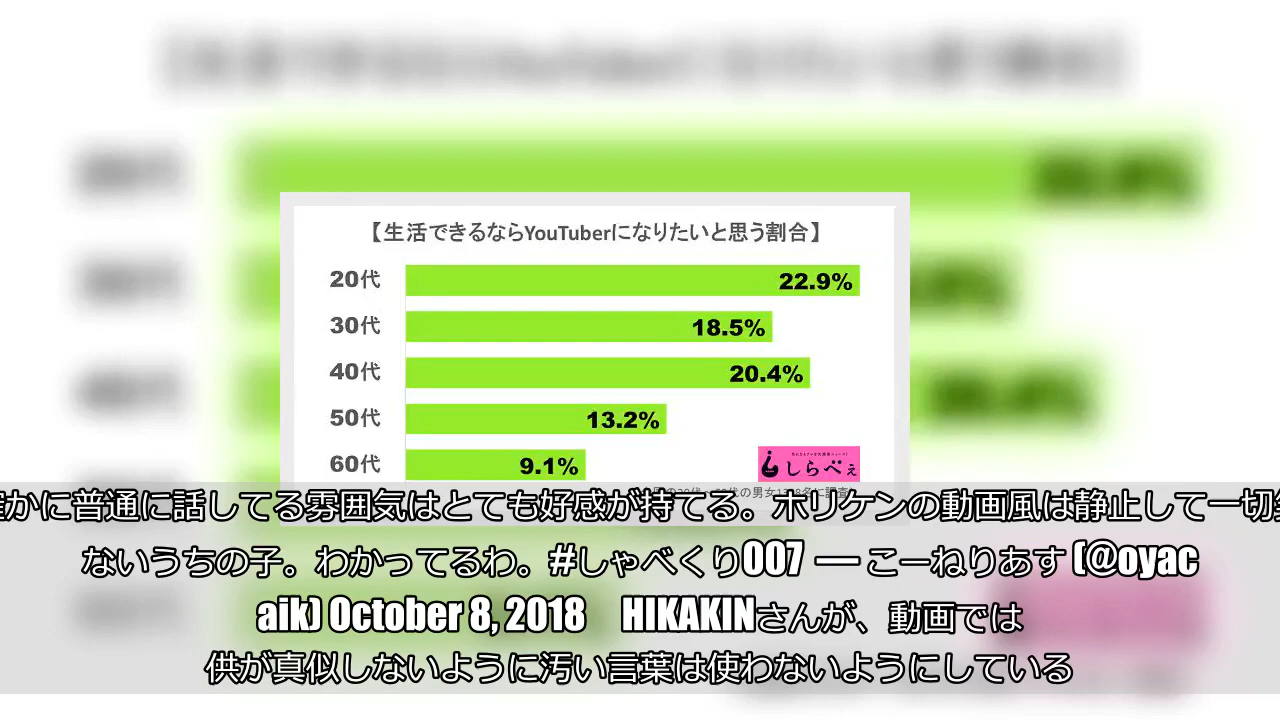 【生活できるならYouTuberになりたいと思う割合】
20代 22.9%
30代 18.5%
40代 20.4%
50代 13.2%
60代 9.1%
しらべぇ
確かに普通に話してる雰囲気はとても好感が持てる。ホリケンの動画風は静止して一切
ないうちの子。わかってるわ。#しゃべくり007 — こーねりあす (@oyac
aik) October 8, 2018 HIKAKINさんが、動画では
供が真似しないように汚い言葉は使わないようにしている